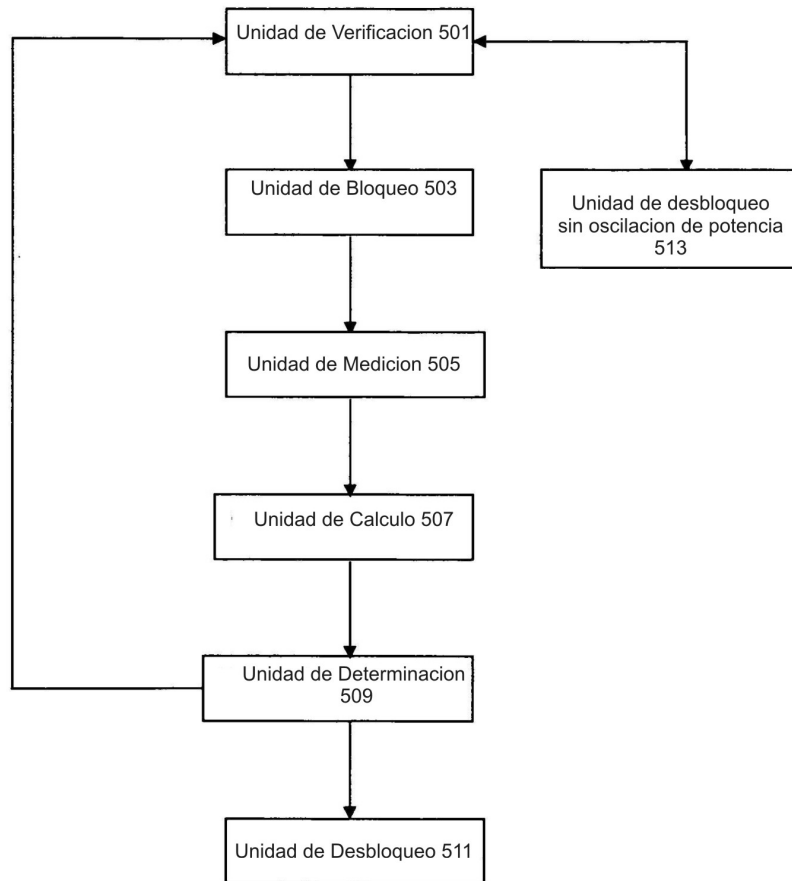 Unidad de Verificacion 501
Unidad de Bloqueo 503
Unidad de desbloqueo
sin oscilacion de potencia
513
Unidad de Medicion 505
Unidad de Calculo 507
Unidad de Determinacion
509
Unidad de Desbloqueo 511